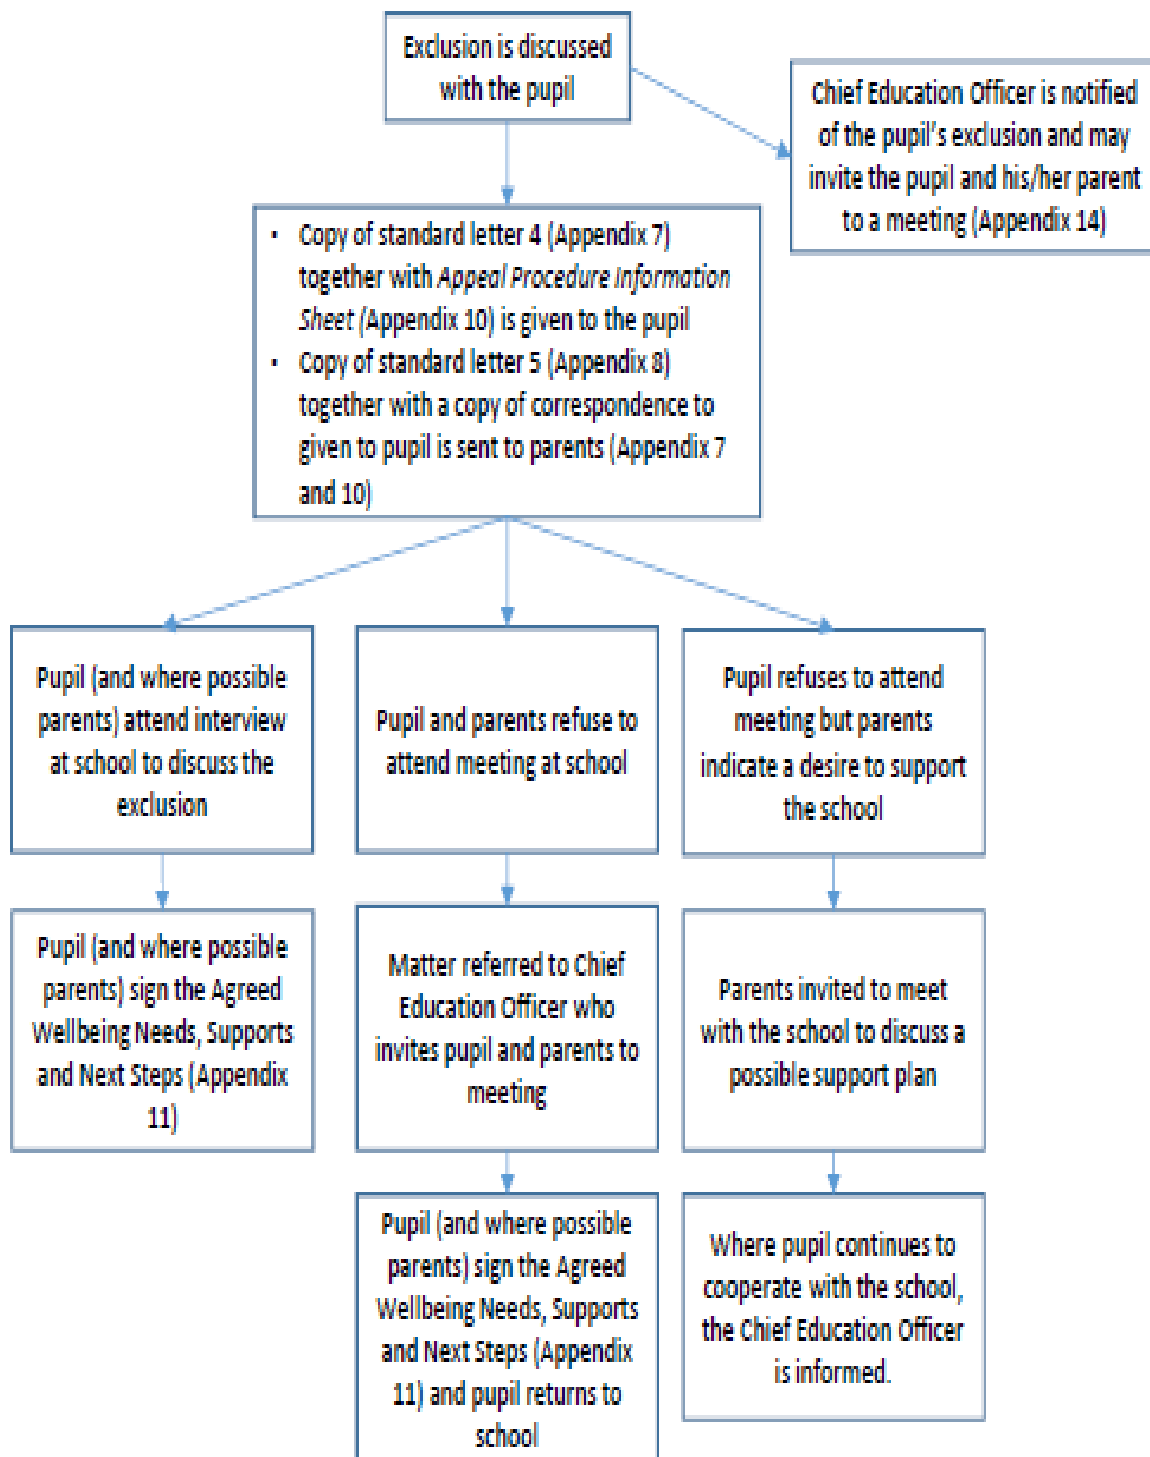 Exclusion is discussed
with the pupil
Chief Education Officer is notified
of the pupil's exclusion and may
invite the pupil and his/her parent
to a meeting (Appendix 14)
• Copy of standard letter 4 (Appendix 7)
together with Appeal Procedure Information
Sheet (Appendix 10) is given to the pupil
• Copy of standard letter 5 (Appendix 8)
together with a copy of correspondence to
given to pupil is sent to parents (Appendix 7
and 10)
Pupil (and where possible
parents) attend interview
at school to discuss the
exclusion
Pupil and parents refuse to
attend meeting at school
Pupil refuses to attend
meeting but parents
indicate a desire to support
the school
Pupil (and where possible
parents) sign the Agreed
Wellbeing Needs, Supports
and Next Steps (Appendix
11)
Matter referred to Chief
Education Officer who
invites pupil and parents to
meeting
Parents invited to meet
with the school to discuss a
possible support plan
Pupil (and where possible
parents) sign the Agreed
Wellbeing Needs, Supports
and Next Steps (Appendix
11) and pupil returns to
school
Where pupil continues to
cooperate with the school,
the Chief Education Officer
is informed.